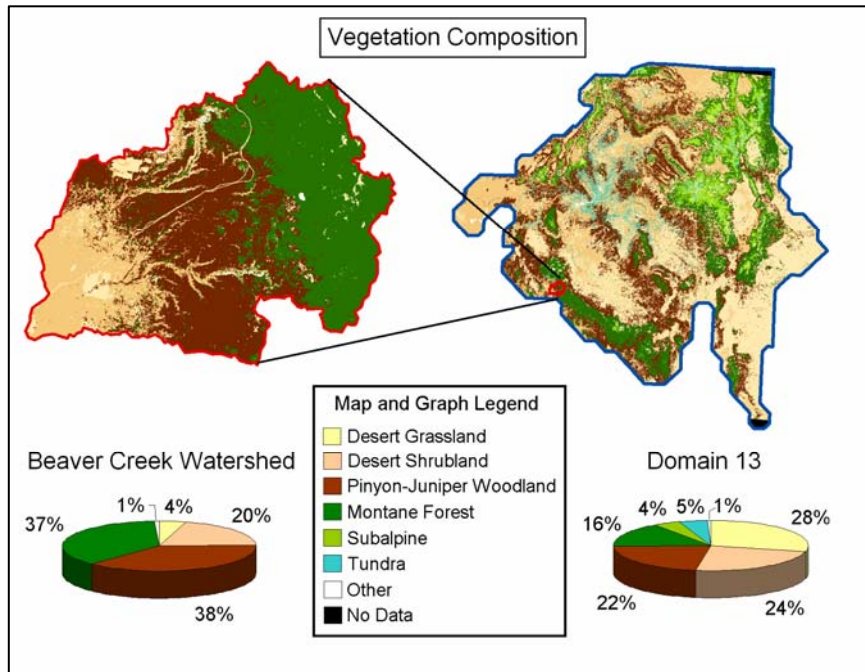 Vegetation Composition
Map and Graph Legend
Desert Grassland
Desert Shrubland
Pinyon-Juniper Woodland
Montane Forest
Subalpine
Tundra
Other
No Data
Beaver Creek Watershed
1% 4%
37% 20%
38%
Domain 13
4% 5% 1%
16% 28%
22% 24%